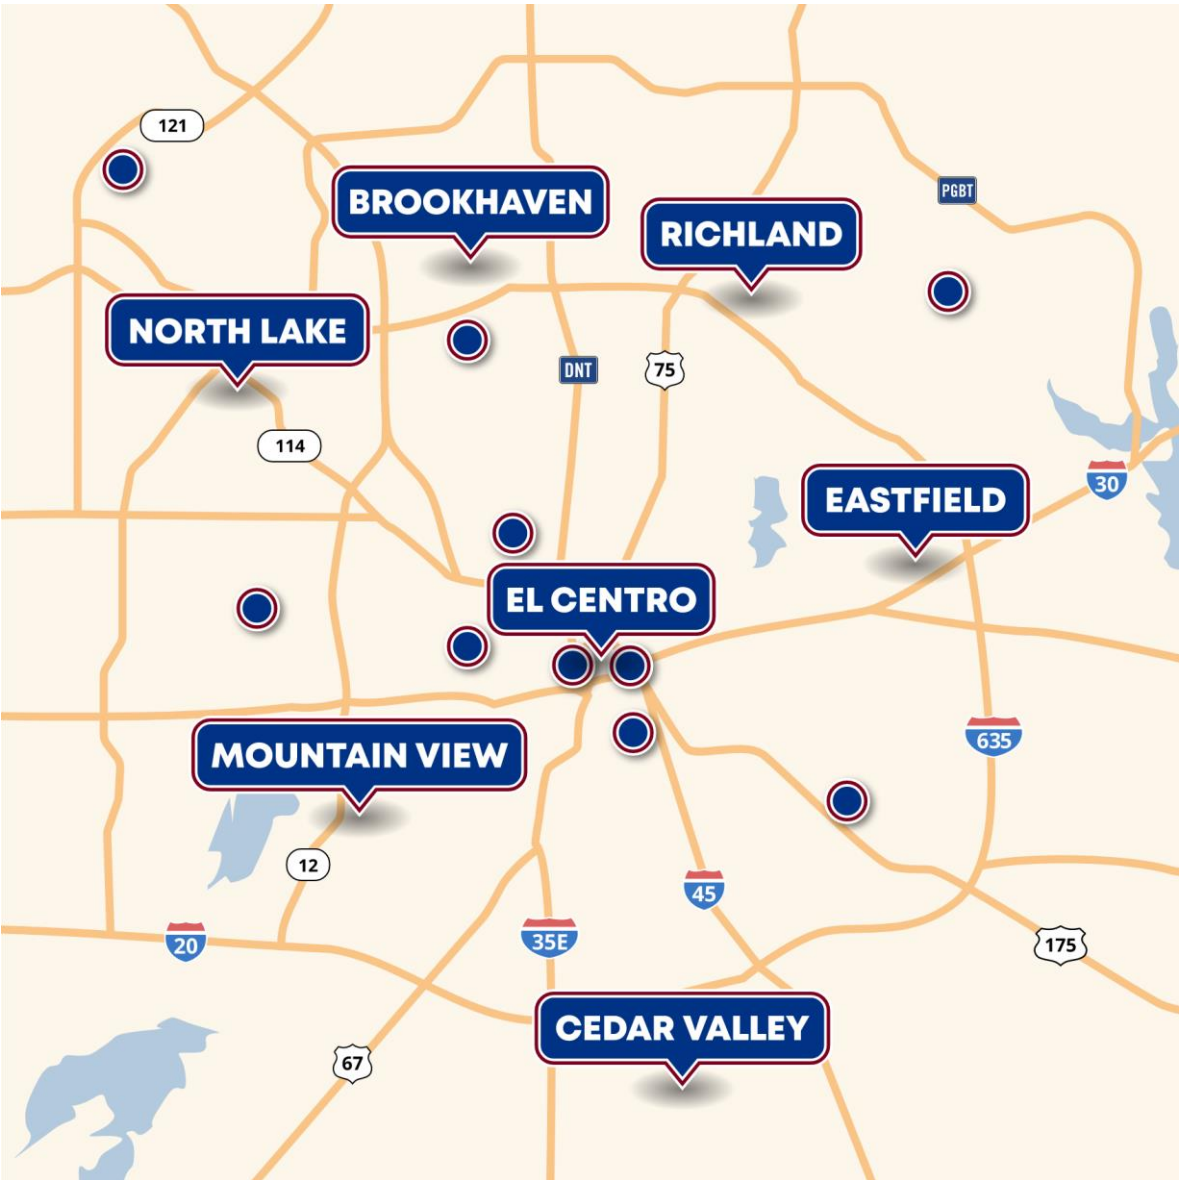 121
PGBT
BROOKHAVEN
RICHLAND
NORTH LAKE
DNT
75
114
30
EASTFIELD
EL CENTRO
635
MOUNTAIN VIEW
12
45
20
35E
175
CEDAR VALLEY
67